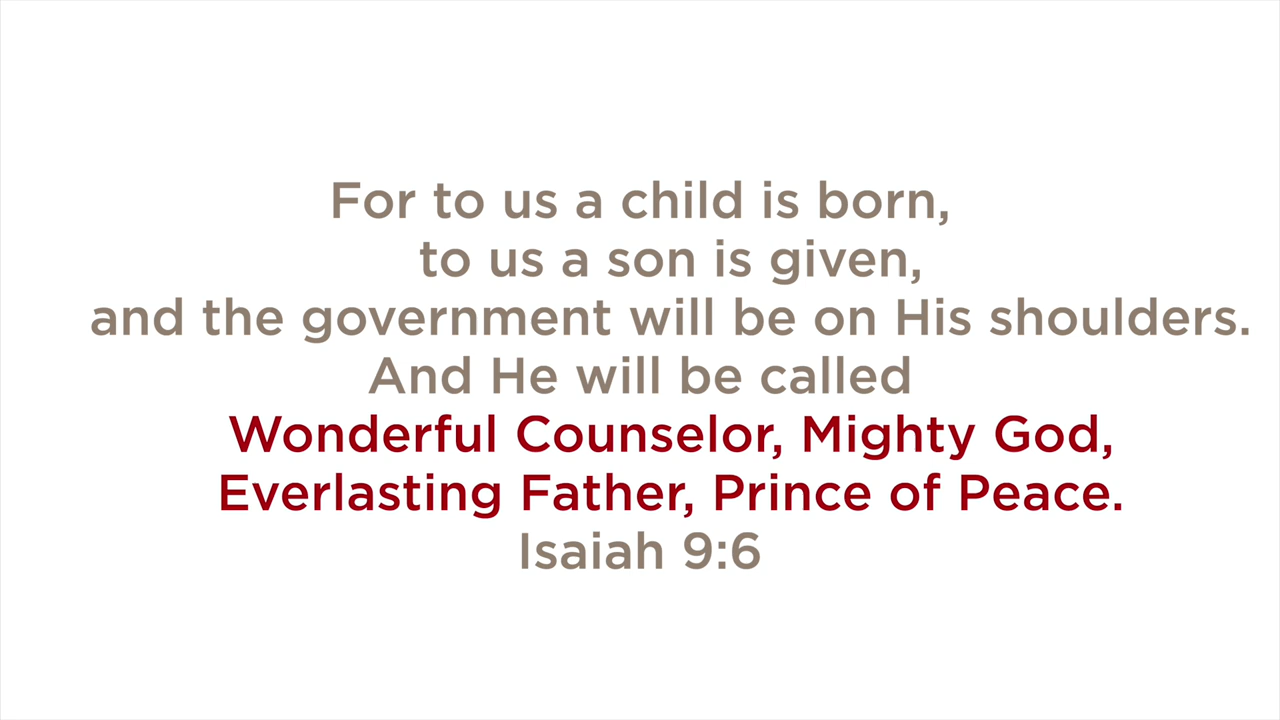 For to us a child is born,
to us a son is given,
and the government will be on His shoulders.
And He will be called
Wonderful Counselor, Mighty God,
Everlasting Father, Prince of Peace.
Isaiah 9:6